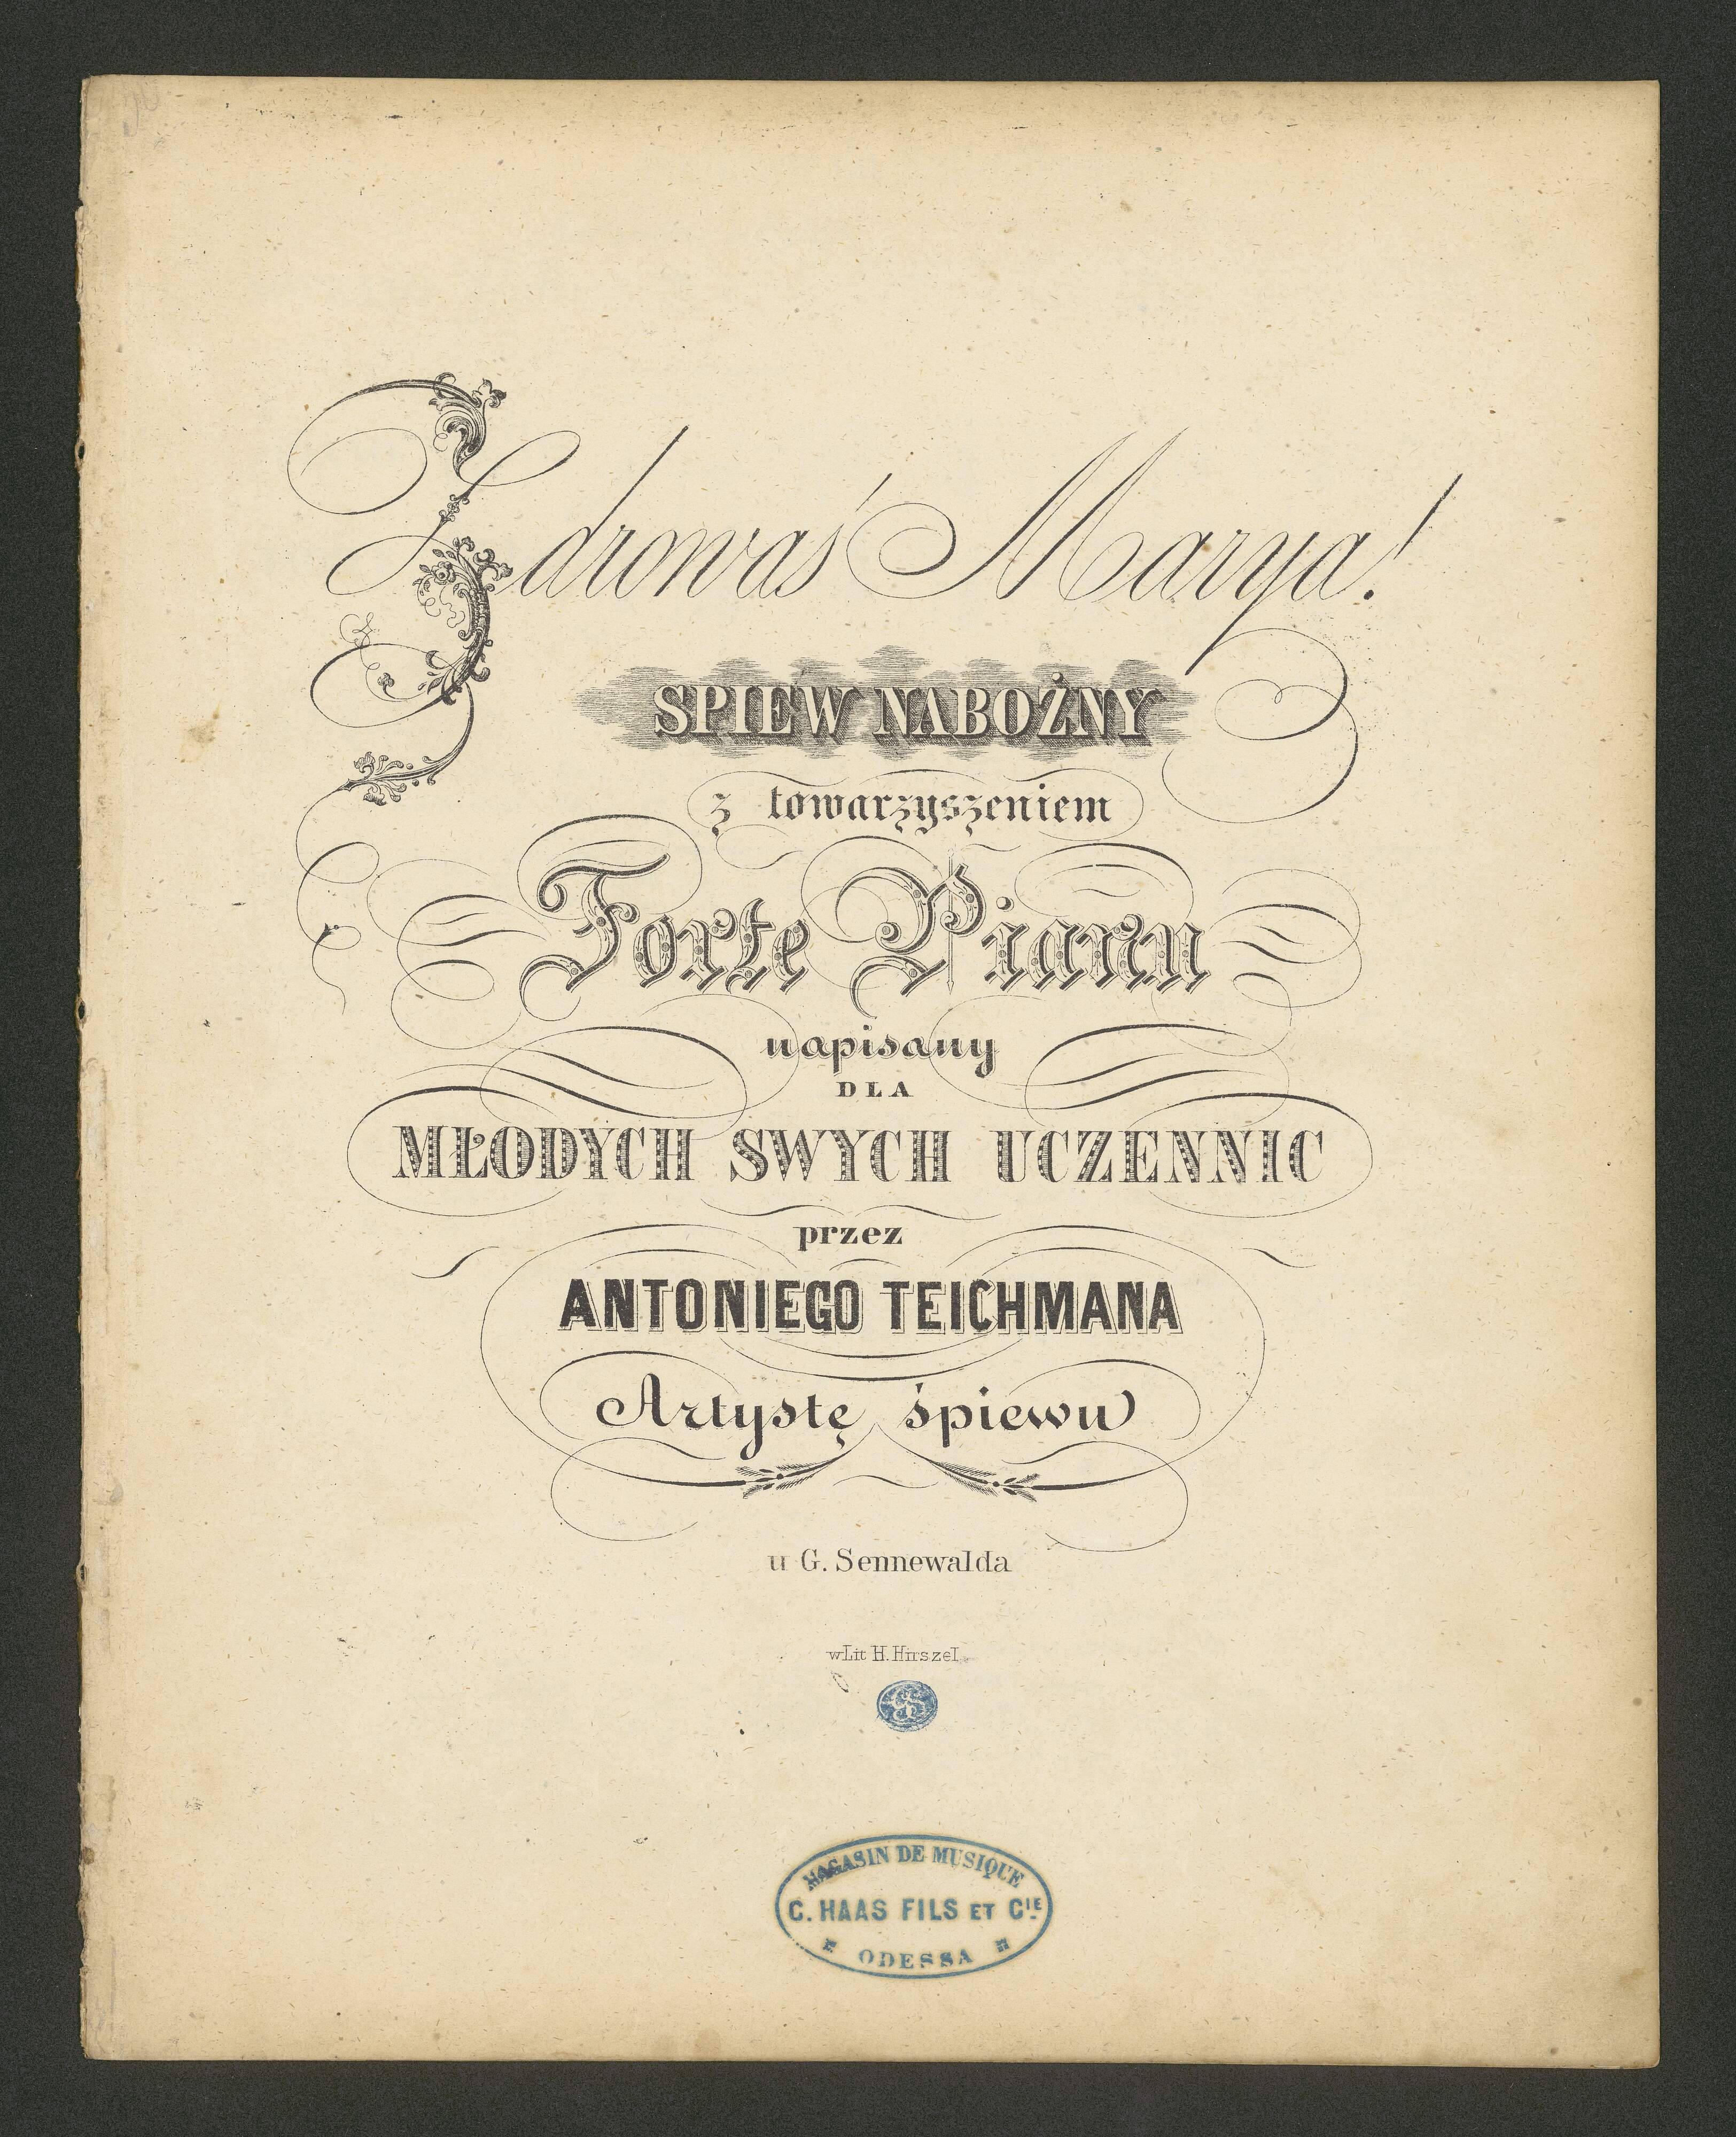 Zdrowaś Marya!
SPIEW NABOŻNY
z towarzyszeniem
Forte Pianu
napisany
DLA
MŁODYCH SWYCH UCZENNIC
przez
ANTONIEGO TEICHMANA
Artystę śpiewu
u G. Sennewalda
w Lit H. Hirszel.
MAGASIN DE MUSIQUE
C. HAAS FILS ET CIE
ODESSA